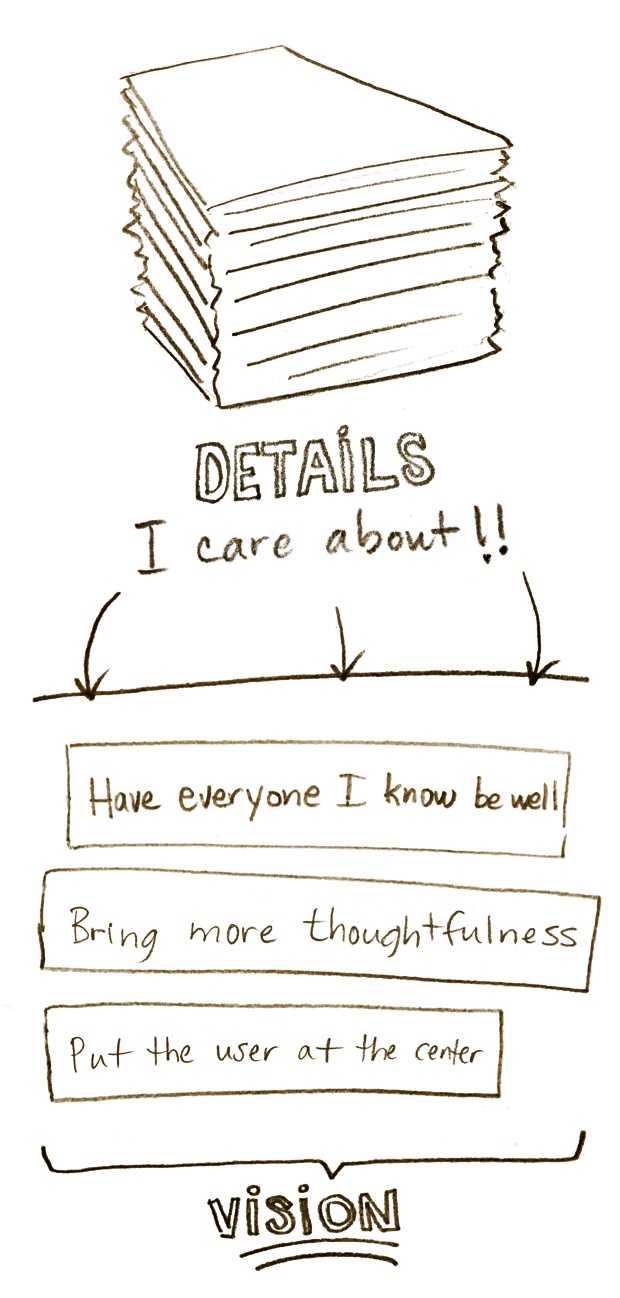 DETAiLS
I care about!!
Have everyone I know be well
Bring more thoughtfulness
Put the user at the center
ViSiON